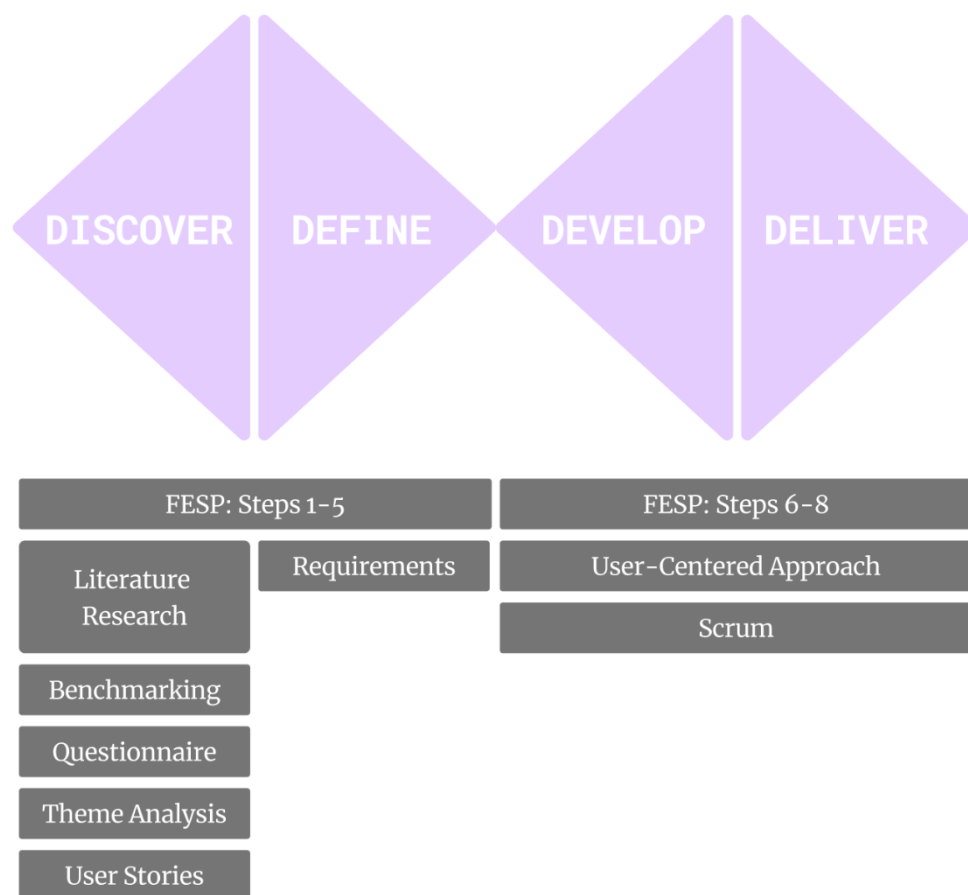 DISCOVER
DEFINE
DEVELOP
DELIVER
FESP: Steps 1-5
FESP: Steps 6-8
Literature
Research
Requirements
User-Centered Approach
Scrum
Benchmarking
Questionnaire
Theme Analysis
User Stories